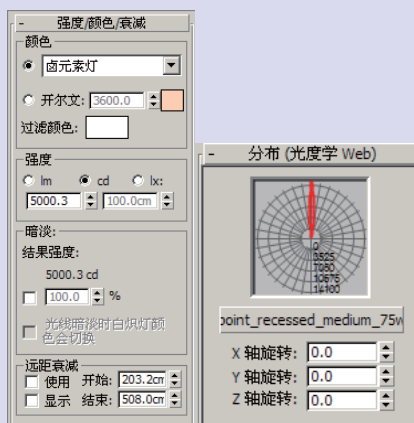 - 强度/颜色/衰减
颜色
卤元素灯
开尔文: 3600.0
过滤颜色:
强度
lm cd lx:
5000.3 100.0cm
暗淡:
结果强度:
5000.3 cd
100.0 %
光线暗淡时白炽灯颜
色会切换
远距衰减
使用 开始: 203.2cm
显示 结束: 508.0cm
- 分布 (光度学 Web)
0
3525
7050
10575
14100
point_recessed_medium_75w
X 轴旋转: 0.0
Y 轴旋转: 0.0
Z 轴旋转: 0.0